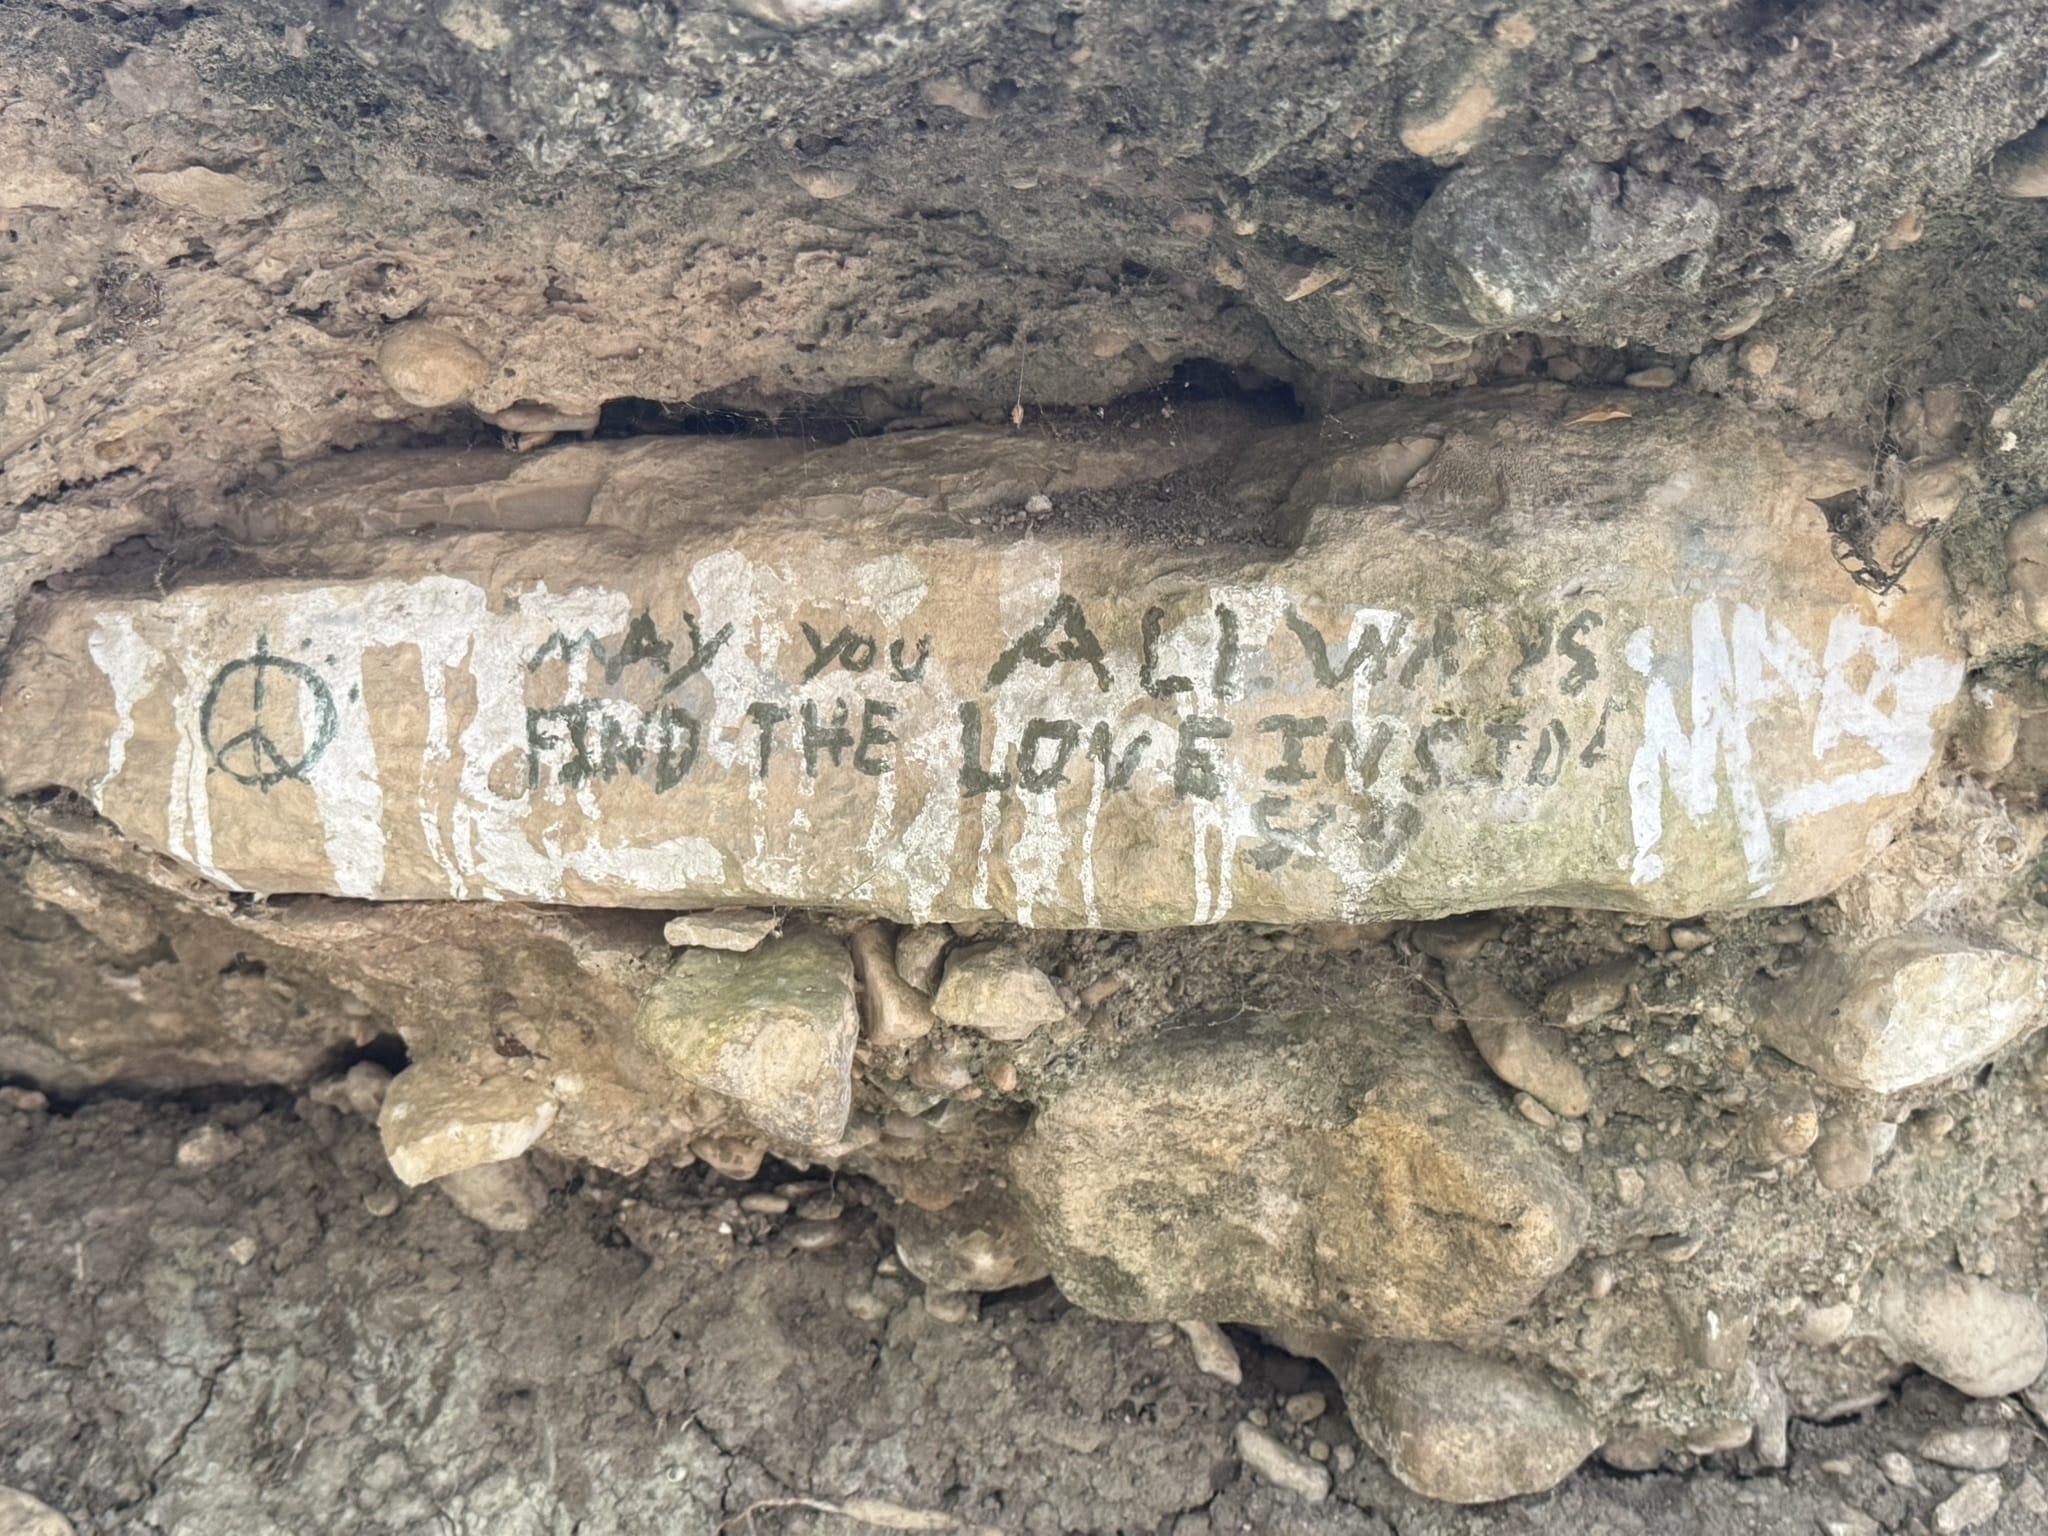 MAY YOU ALLWAYS
FIND THE LOVE INSIDE